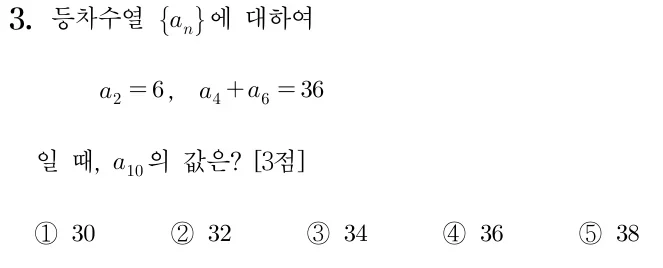 3. 등차수열 {aₙ}에 대하여
a₂ = 6, a₄ + a₆ = 36
일 때, a₁₀의 값은? [3점]
① 30 ② 32 ③ 34 ④ 36 ⑤ 38